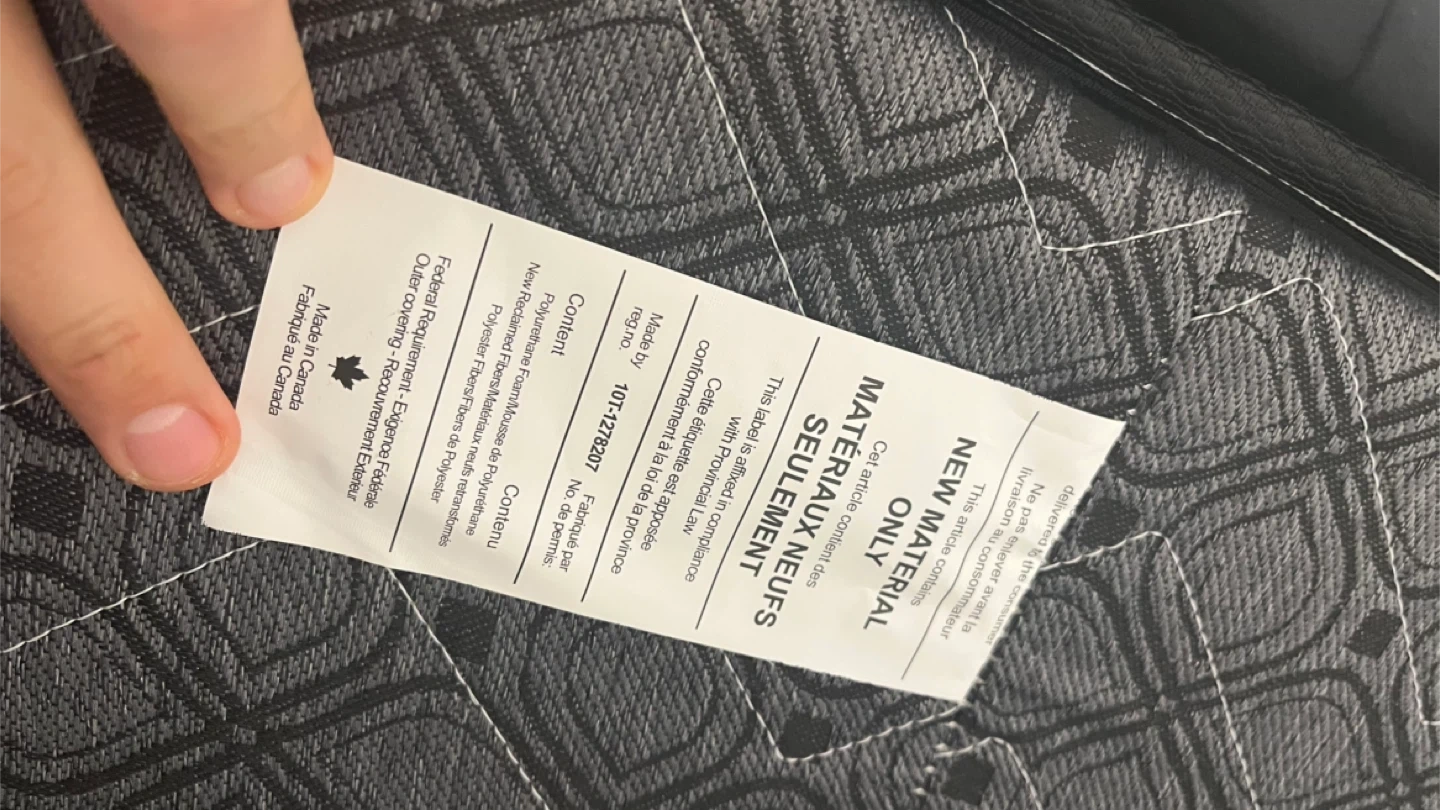 delivered to the consumer
Ne pas enlever avant la
livraison au consommateur
This article contains
NEW MATERIAL
ONLY
Cet article contient des
MATÉRIAUX NEUFS
SEULEMENT
This label is affixed in compliance
with Provincial Law
Cette étiquette est apposée
conformément à la loi de la province
Made by Fabriqué par
reg.no. 10T-1278207 No, de permis:
Content Contenu
Polyurethane Foam/Mousse de Polyuréthane
New Reclaimed Fibers/Matériaux neufs retransformés
Polyester Fibers/Fibers de Polyester
Federal Requirement - Exigence Fédérale
Outer covering - Recouvrement Exterieur
Made in Canada
Fabriqué au Canada